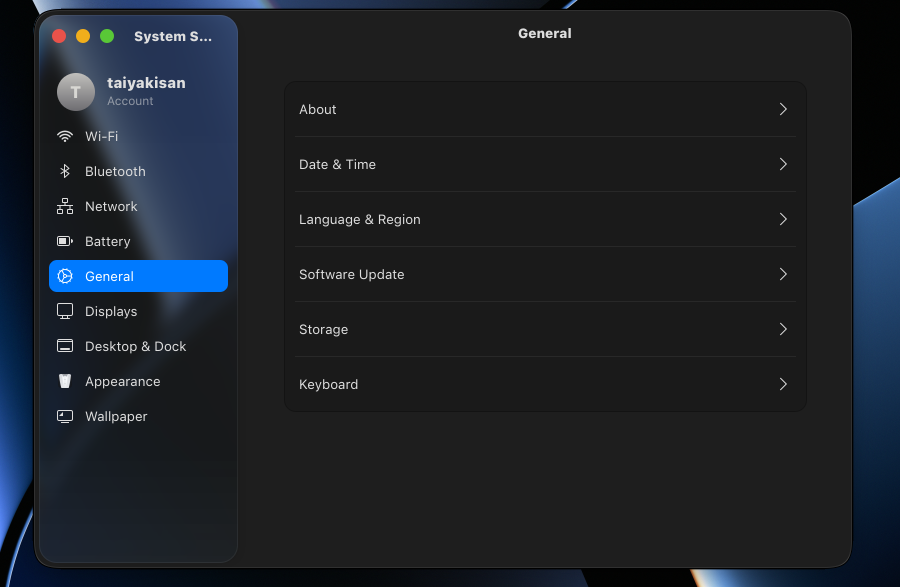 System S...
General
T
taiyakisan
Account
Wi-Fi
Bluetooth
Network
Battery
General
Displays
Desktop & Dock
Appearance
Wallpaper
About
Date & Time
Language & Region
Software Update
Storage
Keyboard